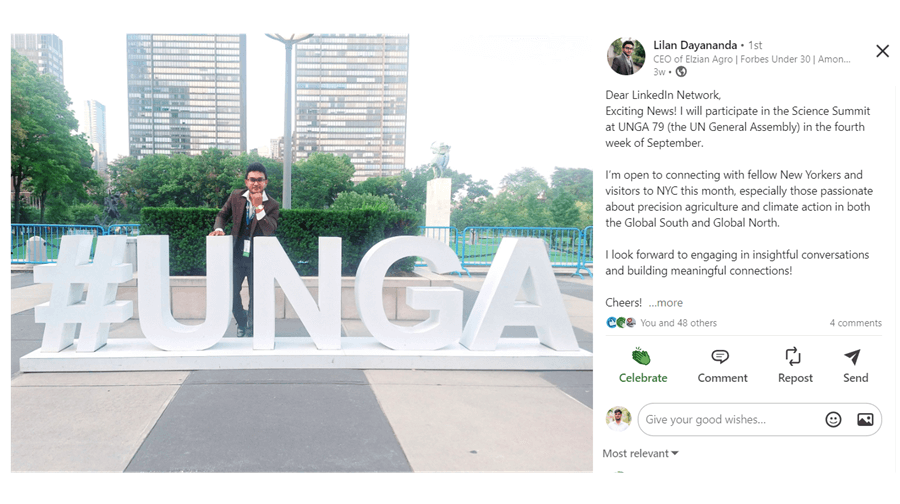 #UNGA
Lilan Dayananda • 1st
CEO of Elzian Agro | Forbes Under 30 | Amon...
3w •
Dear LinkedIn Network,
Exciting News! I will participate in the Science Summit
at UNGA 79 (the UN General Assembly) in the fourth
week of September.
I'm open to connecting with fellow New Yorkers and
visitors to NYC this month, especially those passionate
about precision agriculture and climate action in both
the Global South and Global North.
I look forward to engaging in insightful conversations
and building meaningful connections!
Cheers! ...more
You and 48 others 4 comments
Celebrate Comment Repost Send
Give your good wishes...
Most relevant